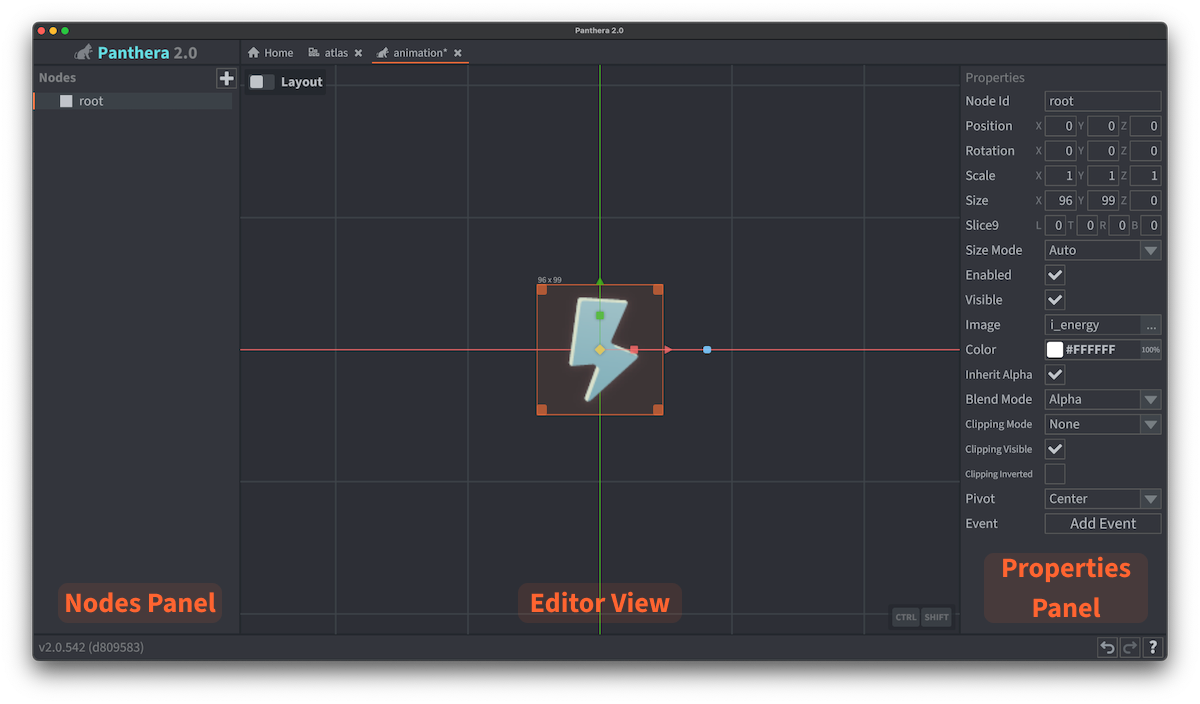 Panthera 2.0
Panthera 2.0
Home
atlas
animation*
Nodes
root
Layout
96 x 99
Properties
Node Id root
Position X 0 Y 0 Z 0
Rotation X 0 Y 0 Z 0
Scale X 1 Y 1 Z 1
Size X 96 Y 99 Z 0
Slice9 L 0 T 0 R 0 B 0
Size Mode Auto
Enabled
Visible
Image i_energy ...
Color #FFFFFF 100%
Inherit Alpha
Blend Mode Alpha
Clipping Mode None
Clipping Visible
Clipping Inverted
Pivot Center
Event Add Event
Nodes Panel
Editor View
Properties
Panel
CTRL SHIFT
v2.0.542 (d809583)
?